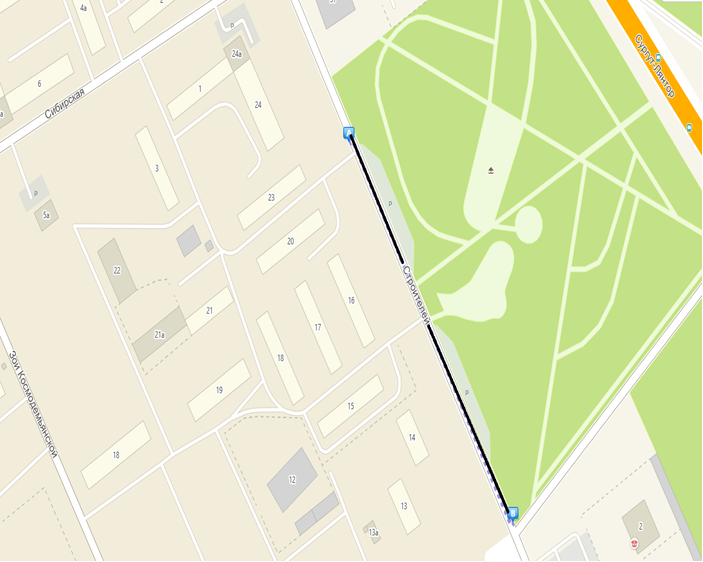 4а
2
Р
24а
6
1
24
Сибирская
Сургут-Лянтор
3
Р
5а
23
Р
20
22
16
Строителей
21
17
21а
18
Зои Космодемьянской
19
15
Р
14
18
12
13
13а
2